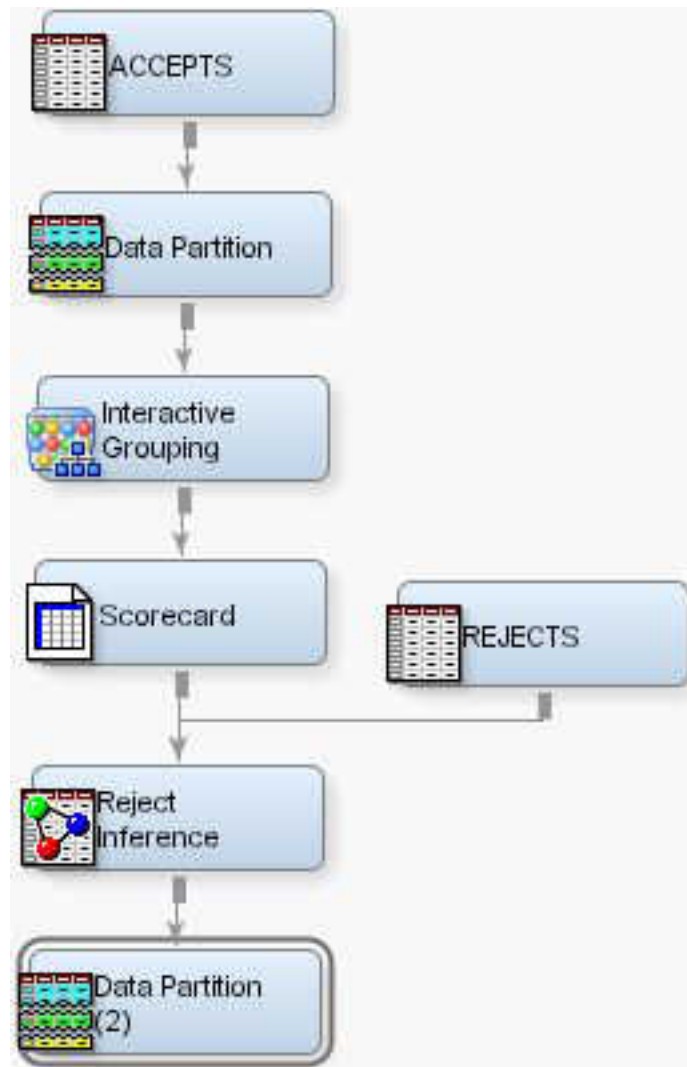 ACCEPTS
Data Partition
Interactive
Grouping
Scorecard
REJECTS
Reject
Inference
Data Partition
(2)